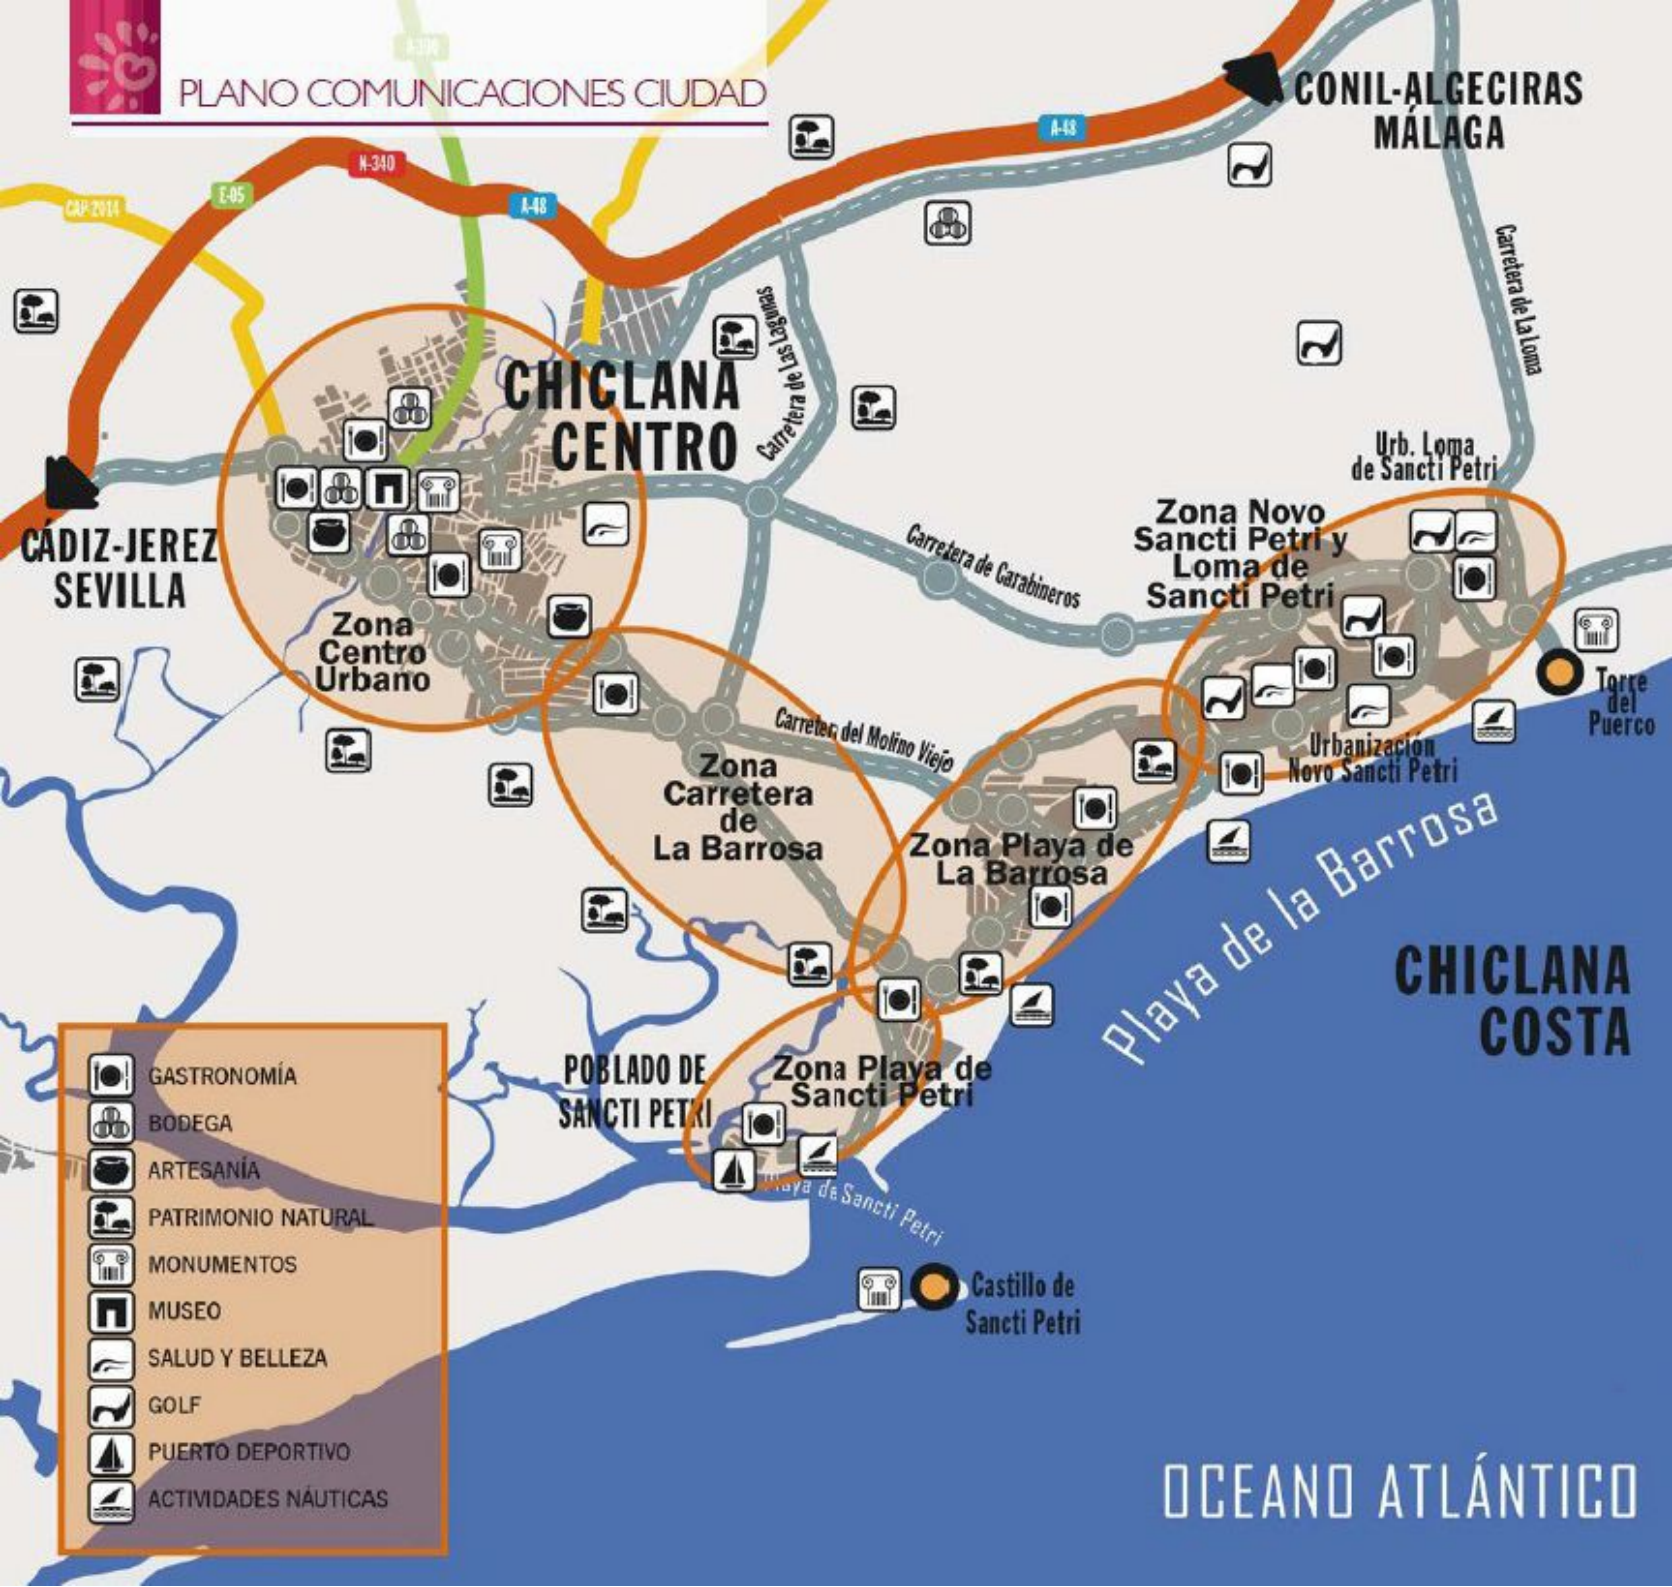 A-390
PLANO COMUNICACIONES CIUDAD
CONIL-ALGECIRAS
MÁLAGA
A-48
N-340
E-05
A-48
CAP-2014
Carretera de La Loma
Carretera de Las Lagunas
CHICLANA
CENTRO
Urb. Loma
de Sancti Petri
CÁDIZ-JEREZ
SEVILLA
Carretera de Carabineros
Zona Novo
Sancti Petri y
Loma de
Sancti Petri
Zona
Centro
Urbano
Torre
del
Puerco
Carreter del Molino Viejo
Urbanización
Novo Sancti Petri
Zona
Carretera
de
La Barrosa
Zona Playa de
La Barrosa
Playa de la Barrosa
CHICLANA
COSTA
POBLADO DE
SANCTI PETRI
Zona Playa de
Sancti Petri
Playa de Sancti Petri
Castillo de
Sancti Petri
GASTRONOMÍA
BODEGA
ARTESANÍA
PATRIMONIO NATURAL
MONUMENTOS
MUSEO
SALUD Y BELLEZA
GOLF
PUERTO DEPORTIVO
ACTIVIDADES NÁUTICAS
OCEANO ATLÁNTICO